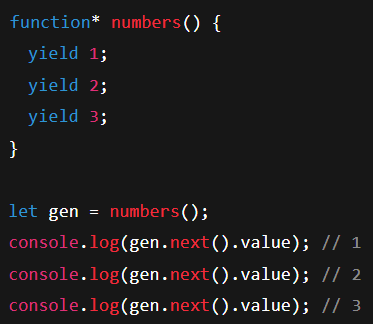 function* numbers() {
  yield 1;
  yield 2;
  yield 3;
}

let gen = numbers();
console.log(gen.next().value); // 1
console.log(gen.next().value); // 2
console.log(gen.next().value); // 3